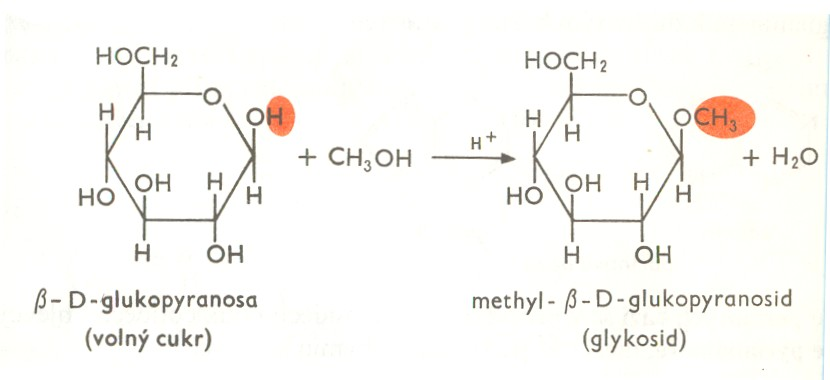 HOCH₂
O
H
H
OH
HO
OH
H
H
H
OH
+ CH₃OH
H⁺
HOCH₂
O
H
H
OCH₃
HO
OH
H
H
H
OH
+ H₂O
β-D-glukopyranosa
(volný cukr)
methyl-β-D-glukopyranosid
(glykosid)